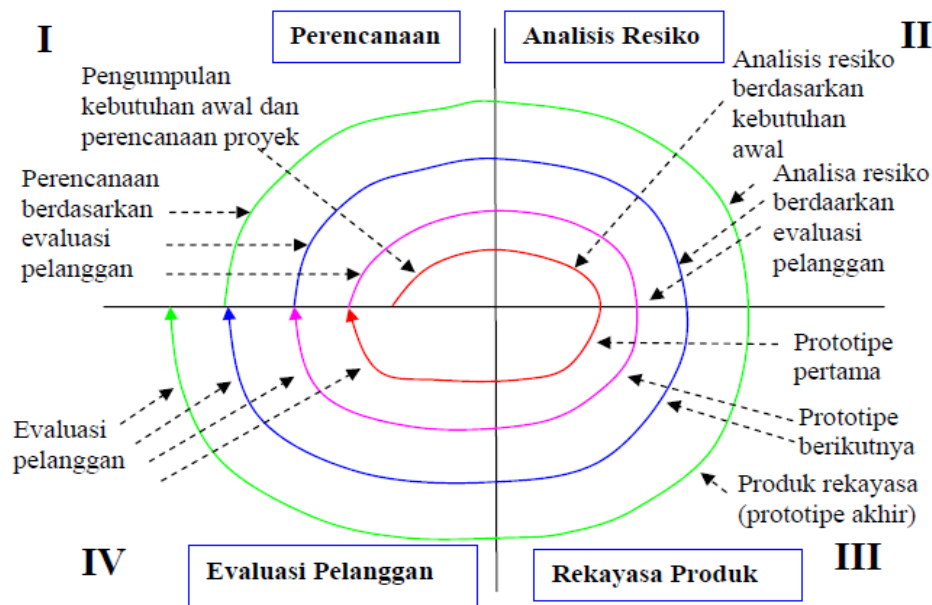 I
Perencanaan
Analisis Resiko
II
Pengumpulan
kebutuhan awal dan
perencanaan proyek
Analisis resiko
berdasarkan
kebutuhan
awal
Perencanaan
berdasarkan
evaluasi
pelanggan
Analisa resiko
berdaarkan
evaluasi
pelanggan
Prototipe
pertama
Evaluasi
pelanggan
Prototipe
berikutnya
Produk rekayasa
(prototipe akhir)
IV
Evaluasi Pelanggan
Rekayasa Produk
III